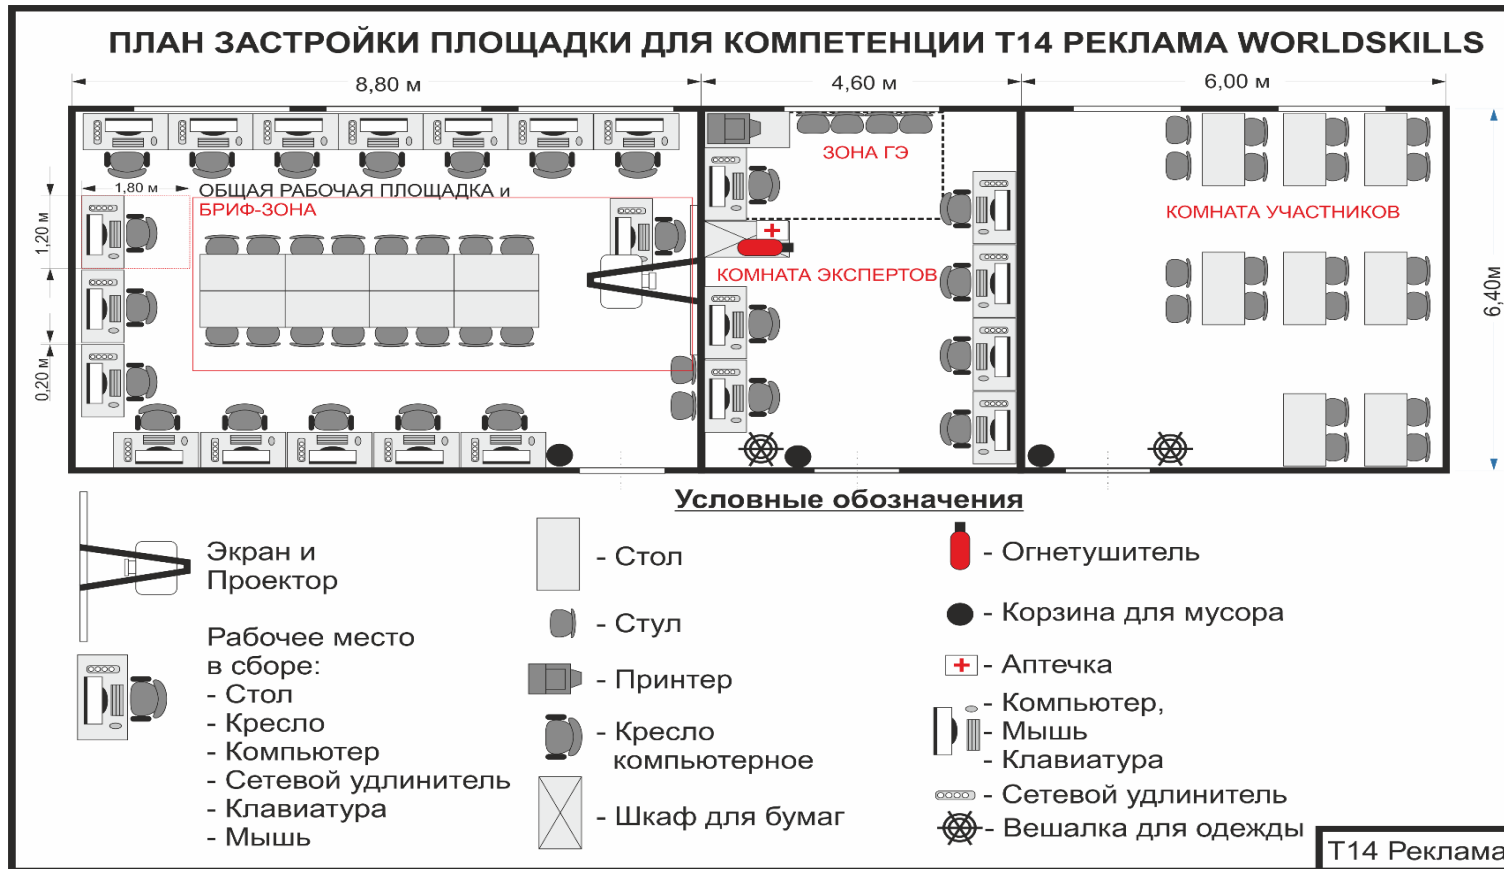 ПЛАН ЗАСТРОЙКИ ПЛОЩАДКИ ДЛЯ КОМПЕТЕНЦИИ Т14 РЕКЛАМА WORLDSKILLS
8,80 м
4,60 м
6,00 м
ЗОНА ГЭ
1,80 м
ОБЩАЯ РАБОЧАЯ ПЛОЩАДКА и
БРИФ-ЗОНА
1,20 м
0,20 м
КОМНАТА ЭКСПЕРТОВ
КОМНАТА УЧАСТНИКОВ
6,40м
Условные обозначения
Экран и
Проектор
Рабочее место
в сборе:
- Стол
- Кресло
- Компьютер
- Сетевой удлинитель
- Клавиатура
- Мышь
- Стол
- Стул
- Принтер
- Кресло
компьютерное
- Шкаф для бумаг
- Огнетушитель
- Корзина для мусора
- Аптечка
- Компьютер,
- Мышь
- Клавиатура
- Сетевой удлинитель
- Вешалка для одежды
Т14 Реклама